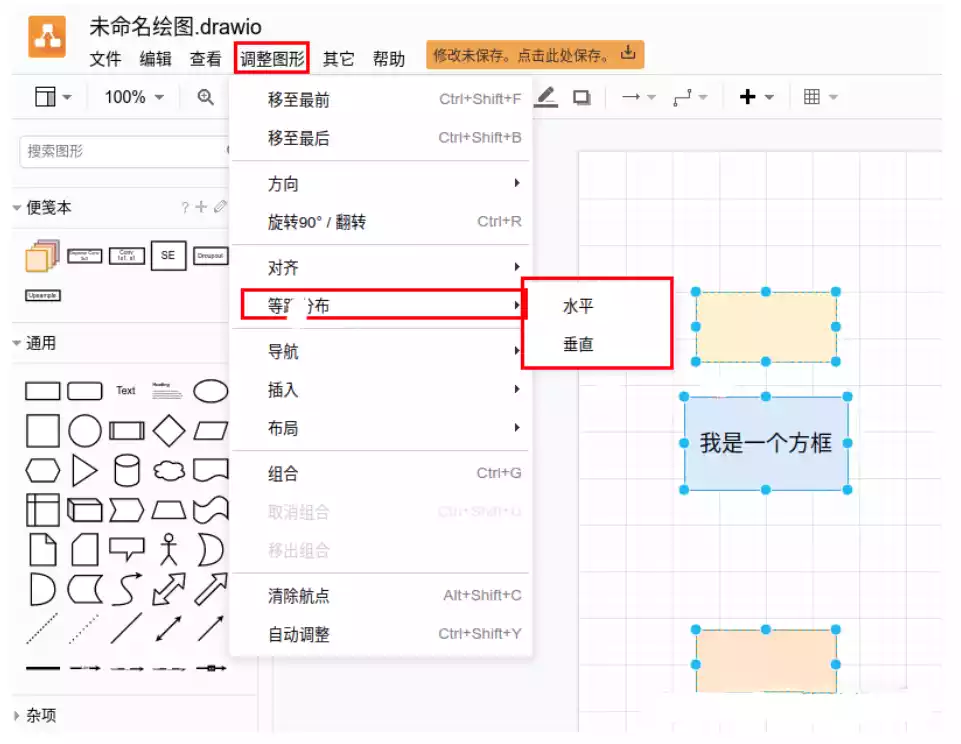 未命名绘图.drawio
文件 编辑 查看 调整图形 其它 帮助 修改未保存。点击此处保存。
100%
搜索图形
便笺本 ?
SE
通用
Text
Heading
杂项
移至最前 Ctrl+Shift+F
移至最后 Ctrl+Shift+B
方向
旋转90° / 翻转 Ctrl+R
对齐
等距分布
导航
插入
布局
组合 Ctrl+G
取消组合 Ctrl+Shift+U
移出组合
清除航点 Alt+Shift+C
自动调整 Ctrl+Shift+Y
水平
垂直
我是一个方框